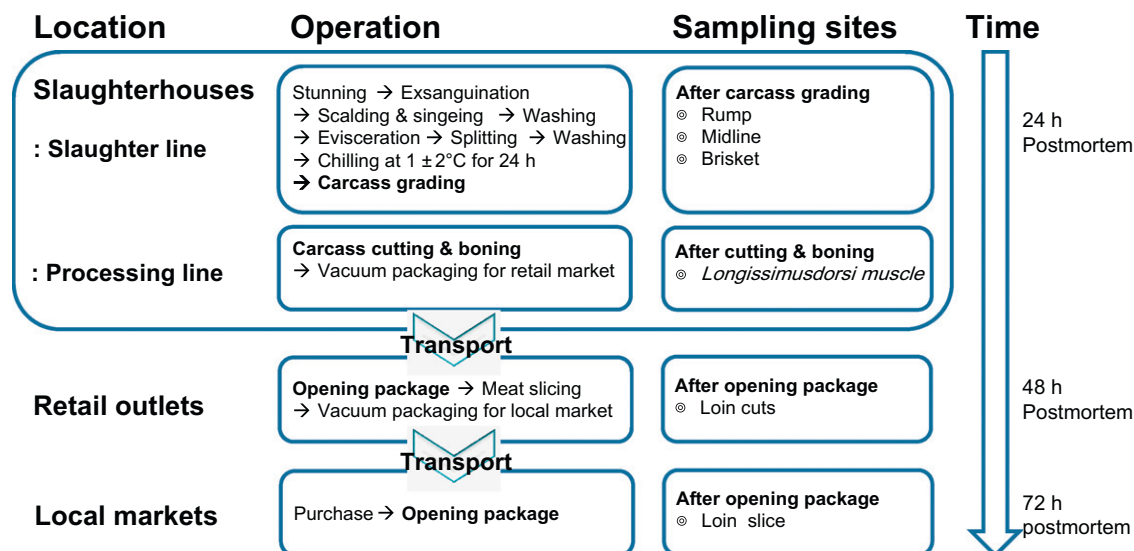 Location Operation Sampling sites Time
Slaughterhouses
: Slaughter line
Stunning → Exsanguination
→ Scalding & singeing → Washing
→ Evisceration → Splitting → Washing
→ Chilling at 1 ± 2°C for 24 h
→ Carcass grading
After carcass grading
⊚ Rump
⊚ Midline
⊚ Brisket
24 h
Postmortem
: Processing line
Carcass cutting & boning
→ Vacuum packaging for retail market
After cutting & boning
⊚ Longissimusdorsi muscle
Transport
Retail outlets
Opening package → Meat slicing
→ Vacuum packaging for local market
After opening package
⊚ Loin cuts
48 h
Postmortem
Transport
Local markets
Purchase → Opening package
After opening package
⊚ Loin slice
72 h
postmortem